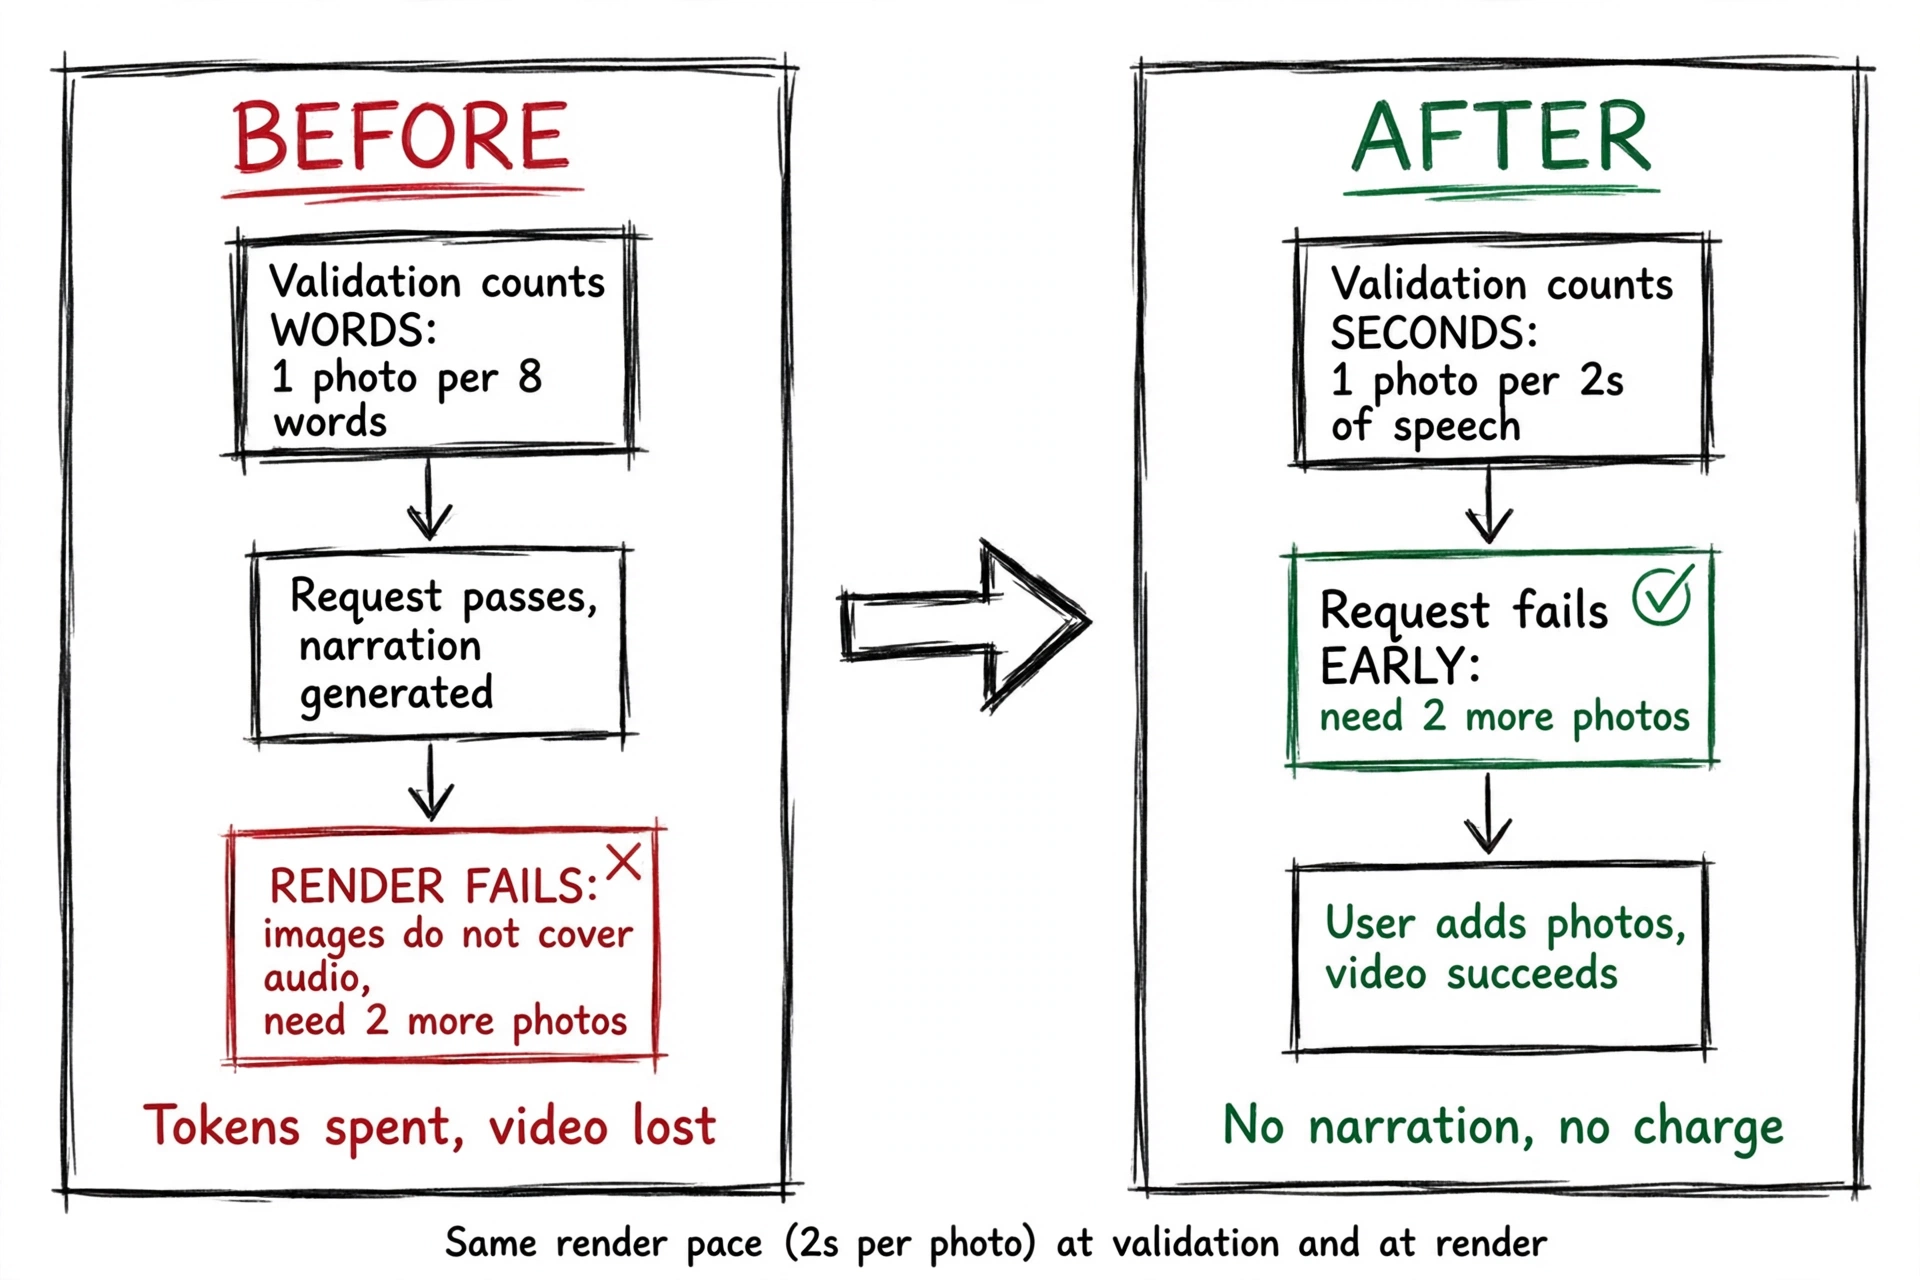 BEFORE
Validation counts
WORDS:
1 photo per 8
words
Request passes,
narration
generated
RENDER FAILS:
images do not cover
audio,
need 2 more photos
Tokens spent, video lost
AFTER
Validation counts
SECONDS:
1 photo per 2s
of speech
Request fails
EARLY:
need 2 more photos
User adds photos,
video succeeds
No narration, no charge
Same render pace (2s per photo) at validation and at render